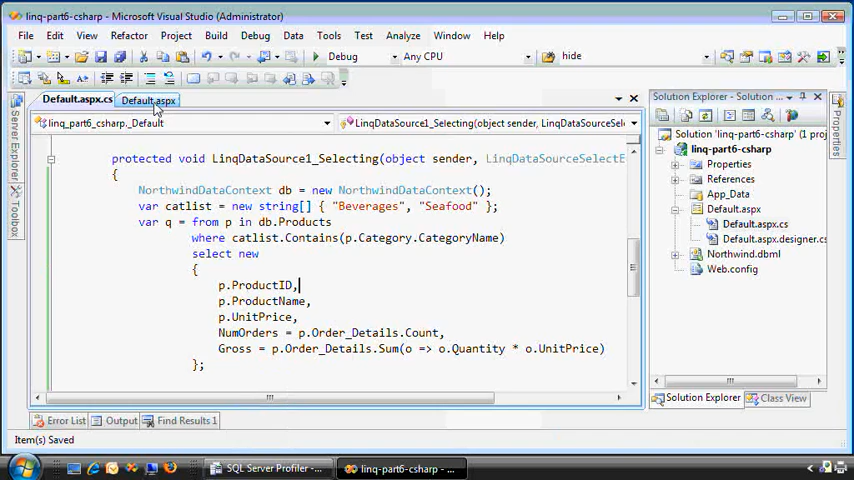 linq-part6-csharp - Microsoft Visual Studio (Administrator)
File Edit View Refactor Project Build Debug Data Tools Test Analyze Window Help
Debug Any CPU hide
Default.aspx.cs Default.aspx
linq_part6_csharp._Default LinqDataSource1_Selecting(object sender, LinqDataSourceSel
protected void LinqDataSource1_Selecting(object sender, LinqDataSourceSelectE
{
NorthwindDataContext db = new NorthwindDataContext();
var catlist = new string[] { "Beverages", "Seafood" };
var q = from p in db.Products
where catlist.Contains(p.Category.CategoryName)
select new
{
p.ProductID,
p.ProductName,
p.UnitPrice,
NumOrders = p.Order_Details.Count,
Gross = p.Order_Details.Sum(o => o.Quantity * o.UnitPrice)
};
Server Explorer
Toolbox
Solution Explorer - Solution ...
Solution 'linq-part6-csharp' (1 proj
linq-part6-csharp
Properties
References
App_Data
Default.aspx
Default.aspx.cs
Default.aspx.designer.cs
Northwind.dbml
Web.config
Solution Explorer Class View
Properties
Error List Output Find Results 1
Item(s) Saved
SQL Server Profiler - ... linq-part6-csharp - ...